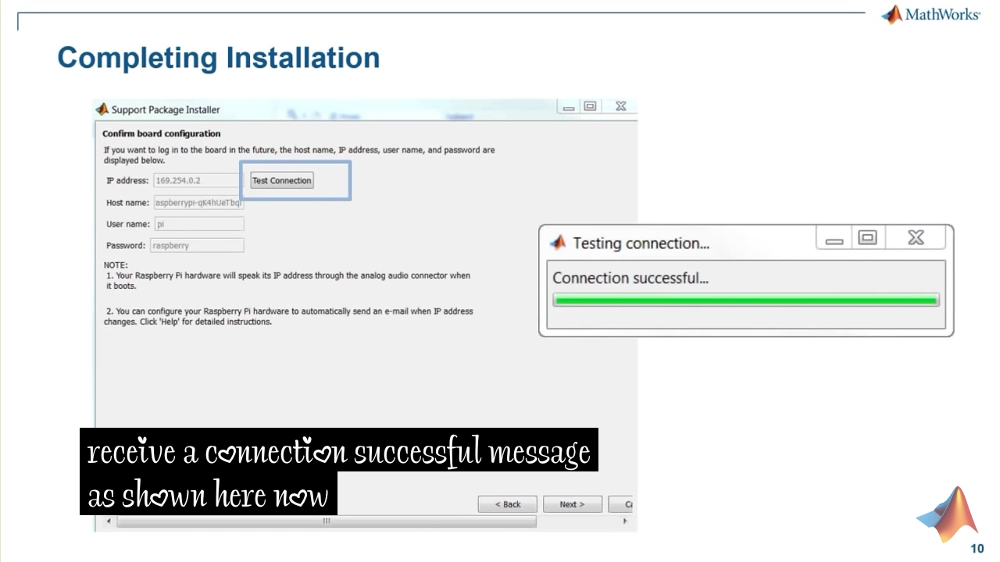 MathWorks
Completing Installation
Support Package Installer
Confirm board configuration
If you want to log in to the board in the future, the host name, IP address, user name, and password are
displayed below.
IP address: 169.254.0.2 Test Connection
Host name: aspberrypi-qK4hUeTbql
User name: pi
Password: raspberry
NOTE:
1. Your Raspberry Pi hardware will speak its IP address through the analog audio connector when
it boots.
2. You can configure your Raspberry Pi hardware to automatically send an e-mail when IP address
changes. Click 'Help' for detailed instructions.
Testing connection...
Connection successful...
receive a connection successful message
as shown here now
< Back Next > Ca
10